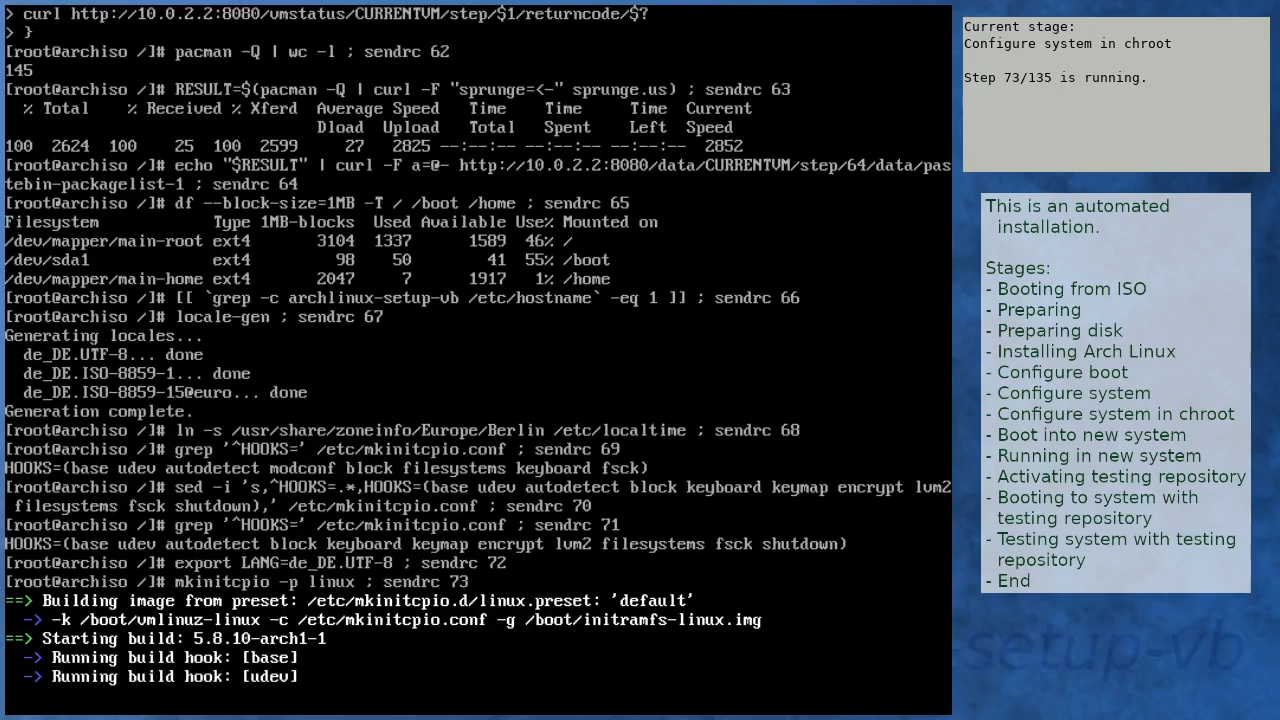 > curl http://10.0.2.2:8080/vmstatus/CURRENTVM/step/$1/returncode/$?
> }
[root@archiso /]# pacman -Q | wc -l ; sendrc 62
145
[root@archiso /]# RESULT=$(pacman -Q | curl -F "sprunge=<-" sprunge.us) ; sendrc 63
  % Total    % Received % Xferd  Average Speed   Time    Time     Time  Current
                                 Dload  Upload   Total   Spent    Left  Speed
100  2624  100    25  100  2599     27   2825 --:--:-- --:--:-- --:--:--  2852
[root@archiso /]# echo "$RESULT" | curl -F a=@- http://10.0.2.2:8080/data/CURRENTVM/step/64/data/pas
tebin-packagelist-1 ; sendrc 64
[root@archiso /]# df --block-size=1MB -T / /boot /home ; sendrc 65
Filesystem            Type 1MB-blocks  Used Available Use% Mounted on
/dev/mapper/main-root ext4       3104  1337      1589  46% /
/dev/sda1             ext4         98    50        41  55% /boot
/dev/mapper/main-home ext4       2047     7      1917   1% /home
[root@archiso /]# [[ `grep -c archlinux-setup-vb /etc/hostname` -eq 1 ]] ; sendrc 66
[root@archiso /]# locale-gen ; sendrc 67
Generating locales...
  de_DE.UTF-8... done
  de_DE.ISO-8859-1... done
  de_DE.ISO-8859-15@euro... done
Generation complete.
[root@archiso /]# ln -s /usr/share/zoneinfo/Europe/Berlin /etc/localtime ; sendrc 68
[root@archiso /]# grep '^HOOKS=' /etc/mkinitcpio.conf ; sendrc 69
HOOKS=(base udev autodetect modconf block filesystems keyboard fsck)
[root@archiso /]# sed -i 's,^HOOKS=.*,HOOKS=(base udev autodetect block keyboard keymap encrypt lvm2
 filesystems fsck shutdown),' /etc/mkinitcpio.conf ; sendrc 70
[root@archiso /]# grep '^HOOKS=' /etc/mkinitcpio.conf ; sendrc 71
HOOKS=(base udev autodetect block keyboard keymap encrypt lvm2 filesystems fsck shutdown)
[root@archiso /]# export LANG=de_DE.UTF-8 ; sendrc 72
[root@archiso /]# mkinitcpio -p linux ; sendrc 73
==> Building image from preset: /etc/mkinitcpio.d/linux.preset: 'default'
  -> -k /boot/vmlinuz-linux -c /etc/mkinitcpio.conf -g /boot/initramfs-linux.img
==> Starting build: 5.8.10-arch1-1
  -> Running build hook: [base]
  -> Running build hook: [udev]
Current stage:
Configure system in chroot
Step 73/135 is running.
This is an automated
installation.
Stages:
- Booting from ISO
- Preparing
- Preparing disk
- Installing Arch Linux
- Configure boot
- Configure system
- Configure system in chroot
- Boot into new system
- Running in new system
- Activating testing repository
- Booting to system with
testing repository
- Testing system with testing
repository
- End
-setup-vb